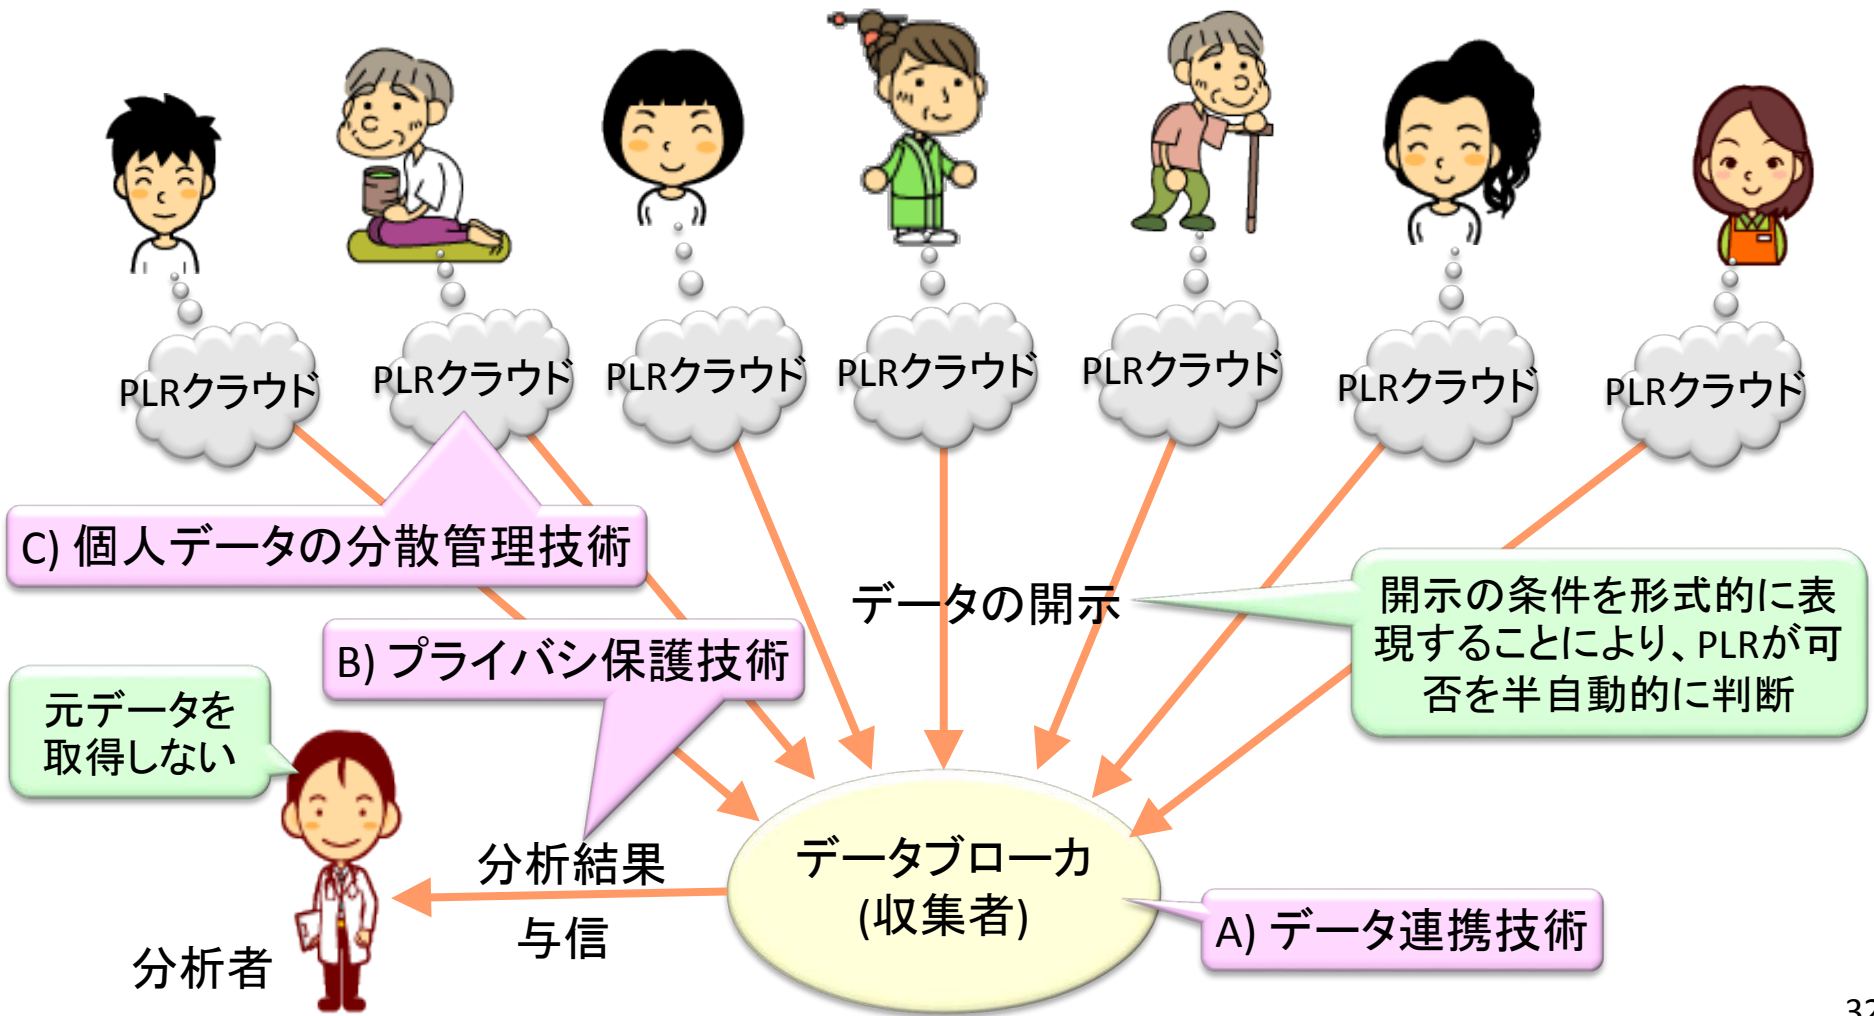 PLRクラウド
PLRクラウド
PLRクラウド
PLRクラウド
PLRクラウド
PLRクラウド
PLRクラウド
C) 個人データの分散管理技術
データの開示
開示の条件を形式的に表
現することにより、PLRが可
否を半自動的に判断
B) プライバシ保護技術
元データを
取得しない
分析結果
与信
分析者
データブローカ
(収集者)
A) データ連携技術
32